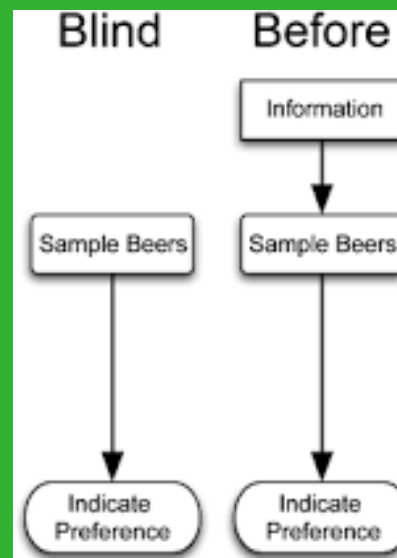 Blind
Before
Information
Sample Beers
Sample Beers
Indicate
Preference
Indicate
Preference